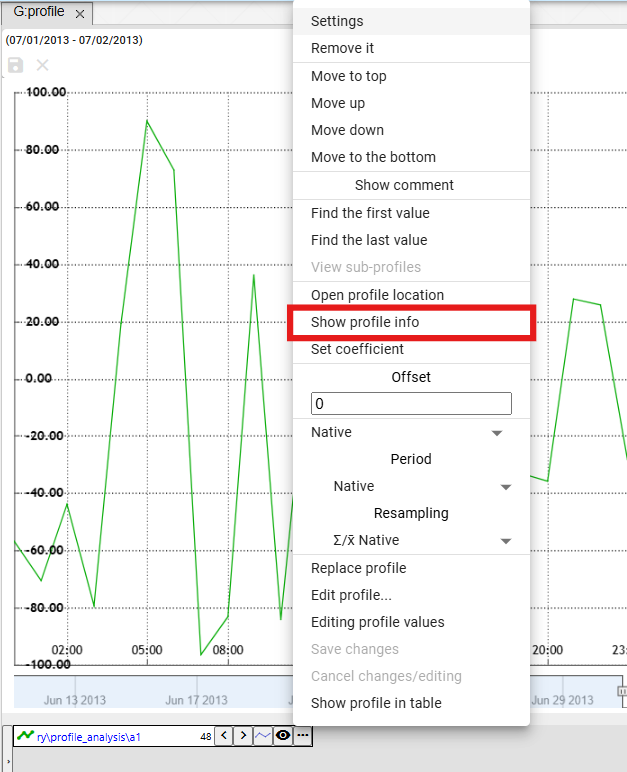 G:profile
(07/01/2013 - 07/02/2013)
100.00
80.00
60.00
40.00
20.00
0.00
-20.00
-40.00
-60.00
-80.00
-100.00
02:00 05:00 08:00 20:00 23:
Jun 13 2013 Jun 17 2013 Jun 29 2013
ry\profile_analysis\a1 48
Settings
Remove it
Move to top
Move up
Move down
Move to the bottom
Show comment
Find the first value
Find the last value
View sub-profiles
Open profile location
Show profile info
Set coefficient
Offset
0
Native
Period
Native
Resampling
Σ/x̄ Native
Replace profile
Edit profile...
Editing profile values
Save changes
Cancel changes/editing
Show profile in table